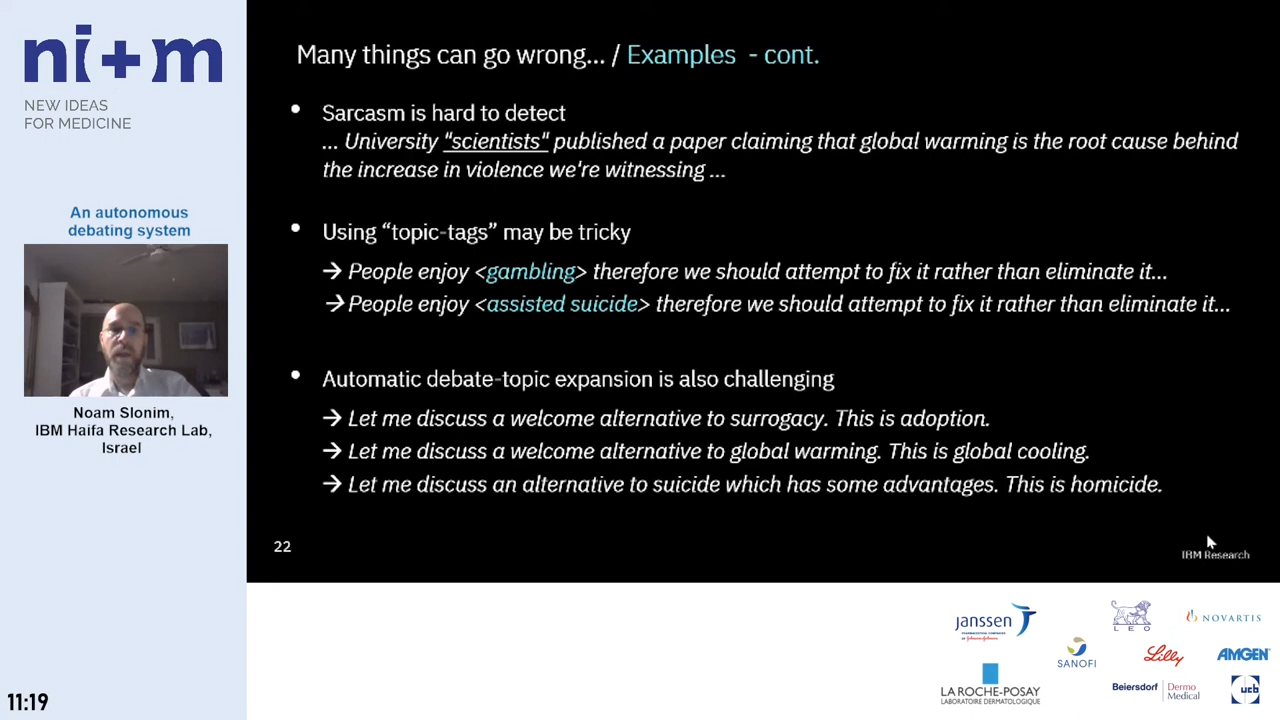 ni+m
NEW IDEAS
FOR MEDICINE
An autonomous
debating system
Noam Slonim,
IBM Haifa Research Lab,
Israel
11:19
Many things can go wrong... / Examples - cont.
• Sarcasm is hard to detect
... University "scientists" published a paper claiming that global warming is the root cause behind
the increase in violence we're witnessing ...
• Using “topic-tags” may be tricky
→ People enjoy <gambling> therefore we should attempt to fix it rather than eliminate it...
→ People enjoy <assisted suicide> therefore we should attempt to fix it rather than eliminate it...
• Automatic debate-topic expansion is also challenging
→ Let me discuss a welcome alternative to surrogacy. This is adoption.
→ Let me discuss a welcome alternative to global warming. This is global cooling.
→ Let me discuss an alternative to suicide which has some advantages. This is homicide.
22
IBM Research
janssen
LEO
NOVARTIS
SANOFI
Lilly
AMGEN
LA ROCHE-POSAY
LABORATOIRE DERMATOLOGIQUE
Beiersdorf Dermo
Medical
ucb